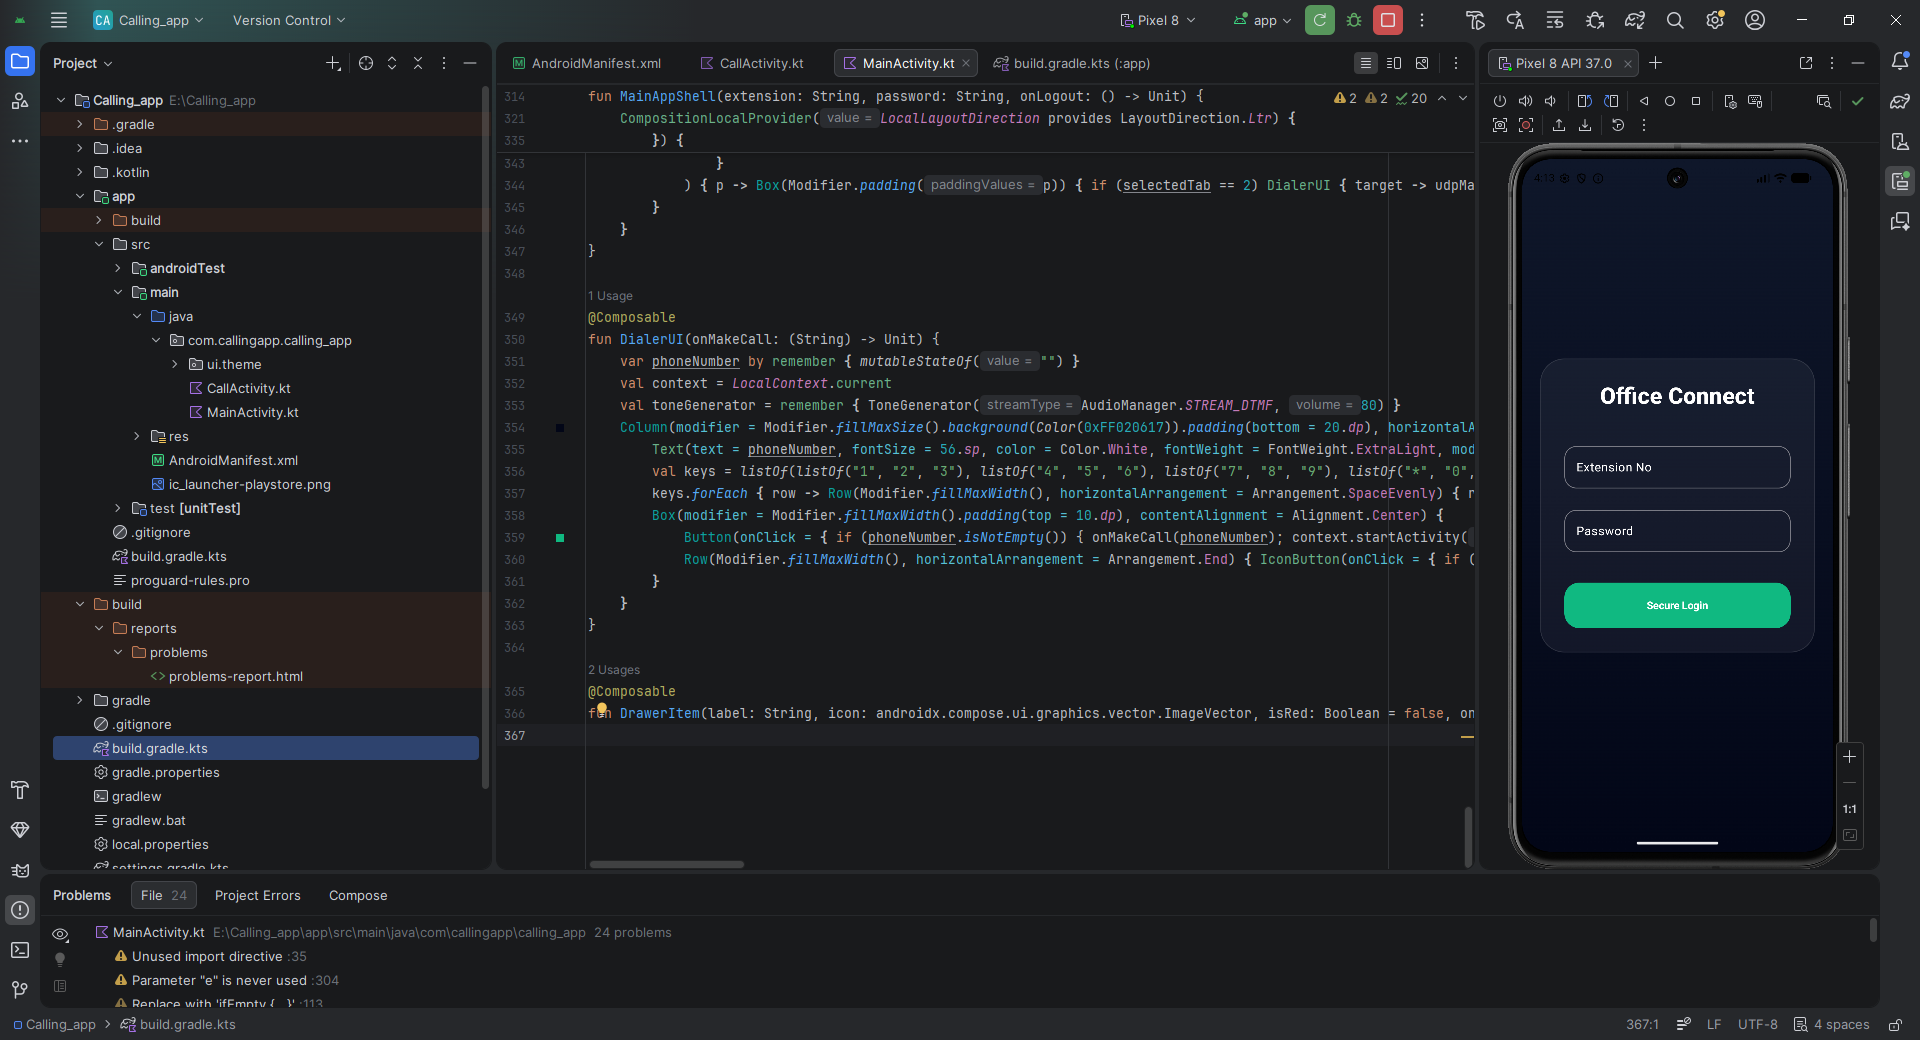 CA Calling_app Version Control Pixel 8 app
Project
Calling_app E:\Calling_app
.gradle
.idea
.kotlin
app
build
src
androidTest
main
java
com.callingapp.calling_app
ui.theme
CallActivity.kt
MainActivity.kt
res
AndroidManifest.xml
ic_launcher-playstore.png
test [unitTest]
.gitignore
build.gradle.kts
proguard-rules.pro
build
reports
problems
problems-report.html
gradle
.gitignore
build.gradle.kts
gradle.properties
gradlew
gradlew.bat
local.properties
settings.gradle.kts
AndroidManifest.xml CallActivity.kt MainActivity.kt build.gradle.kts (:app)
2 2 20
314 fun MainAppShell(extension: String, password: String, onLogout: () -> Unit) {
321 CompositionLocalProvider( value = LocalLayoutDirection provides LayoutDirection.Ltr) {
335 }) {
343 }
344 ) { p -> Box(Modifier.padding( paddingValues = p)) { if (selectedTab == 2) DialerUI { target -> udpMa
345 }
346 }
347 }
348
1 Usage
349 @Composable
350 fun DialerUI(onMakeCall: (String) -> Unit) {
351 var phoneNumber by remember { mutableStateOf( value = "") }
352 val context = LocalContext.current
353 val toneGenerator = remember { ToneGenerator( streamType = AudioManager.STREAM_DTMF, volume = 80) }
354 Column(modifier = Modifier.fillMaxSize().background(Color(0xFF020617)).padding(bottom = 20.dp), horizontalA
355 Text(text = phoneNumber, fontSize = 56.sp, color = Color.White, fontWeight = FontWeight.ExtraLight, mod
356 val keys = listOf(listOf("1", "2", "3"), listOf("4", "5", "6"), listOf("7", "8", "9"), listOf("*", "0",
357 keys.forEach { row -> Row(Modifier.fillMaxWidth(), horizontalArrangement = Arrangement.SpaceEvenly) { r
358 Box(modifier = Modifier.fillMaxWidth().padding(top = 10.dp), contentAlignment = Alignment.Center) {
359 Button(onClick = { if (phoneNumber.isNotEmpty()) { onMakeCall(phoneNumber); context.startActivity(
360 Row(Modifier.fillMaxWidth(), horizontalArrangement = Arrangement.End) { IconButton(onClick = { if (
361 }
362 }
363 }
364
2 Usages
365 @Composable
366 fun DrawerItem(label: String, icon: androidx.compose.ui.graphics.vector.ImageVector, isRed: Boolean = false, on
367
Pixel 8 API 37.0
4:13
Office Connect
Extension No
Password
Secure Login
1:1
Problems File 24 Project Errors Compose
MainActivity.kt E:\Calling_app\app\src\main\java\com\callingapp\calling_app 24 problems
Unused import directive :35
Parameter "e" is never used :304
Replace with 'ifEmpty {...}' :113
Calling_app build.gradle.kts 367:1 LF UTF-8 4 spaces